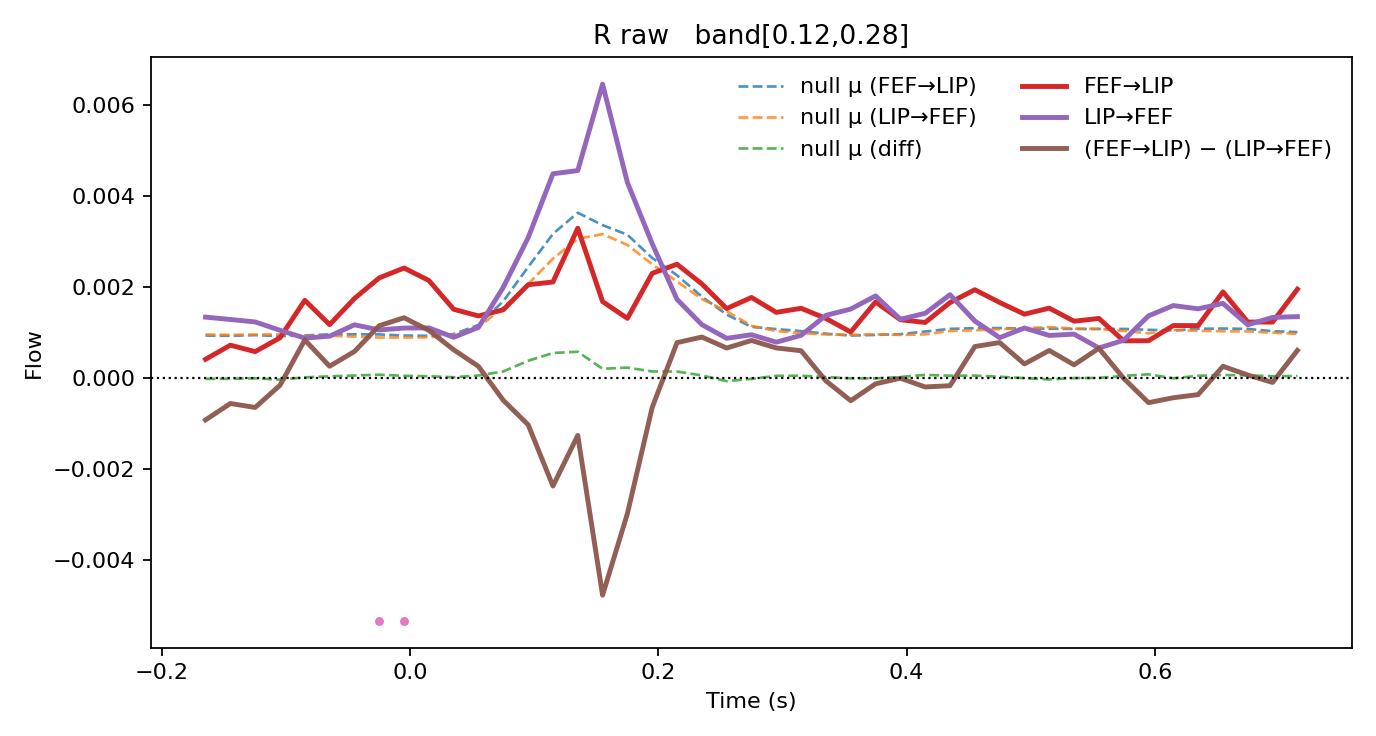 R raw   band[0.12,0.28]
null μ (FEF→LIP)
null μ (LIP→FEF)
null μ (diff)
FEF→LIP
LIP→FEF
(FEF→LIP) − (LIP→FEF)
Flow
0.006
0.004
0.002
0.000
−0.002
−0.004
−0.2
0.0
0.2
0.4
0.6
Time (s)